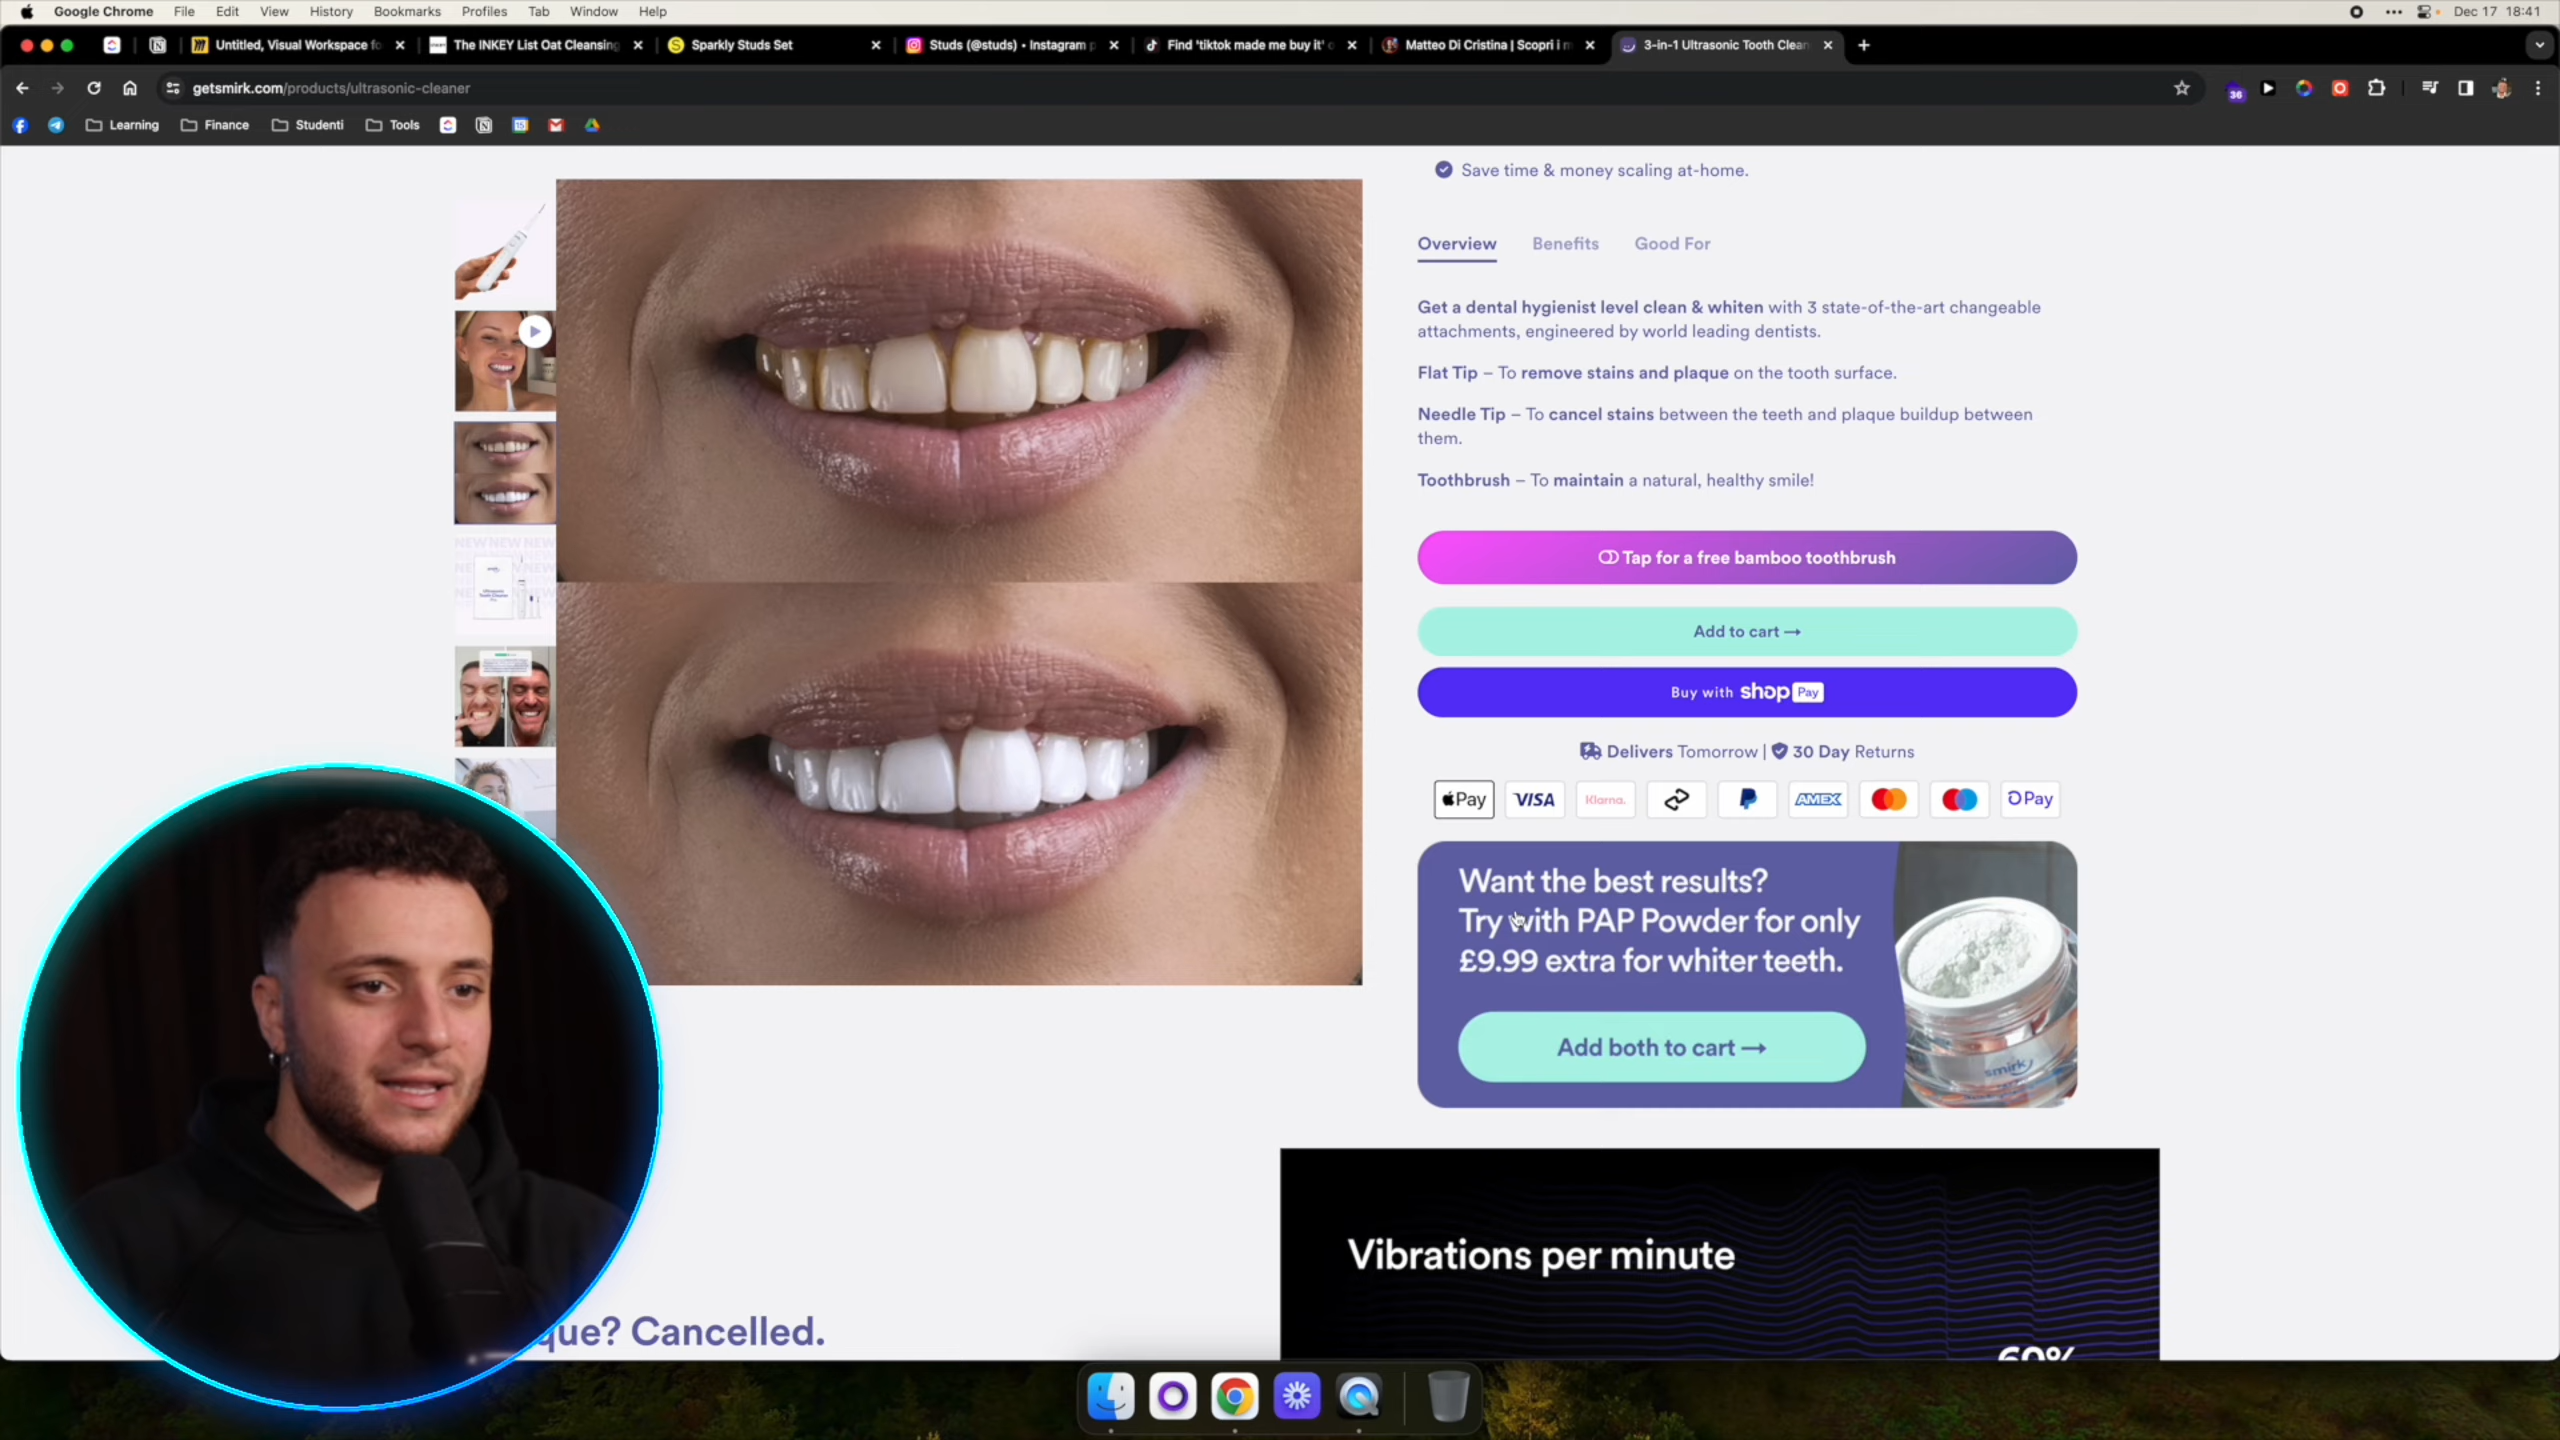 Google Chrome File Edit View History Bookmarks Profiles Tab Window Help Dec 17 18:41
Untitled, Visual Workspace fo
The INKEY List Oat Cleansing
Sparkly Studs Set
Studs (@studs) • Instagram p
Find 'tiktok made me buy it' o
Matteo Di Cristina | Scopri i m
3-in-1 Ultrasonic Tooth Clean
getsmirk.com/products/ultrasonic-cleaner
36
Learning Finance Studenti Tools
Save time & money scaling at-home.
Overview Benefits Good For
Get a dental hygienist level clean & whiten with 3 state-of-the-art changeable
attachments, engineered by world leading dentists.
Flat Tip – To remove stains and plaque on the tooth surface.
Needle Tip – To cancel stains between the teeth and plaque buildup between
them.
Toothbrush – To maintain a natural, healthy smile!
Tap for a free bamboo toothbrush
Add to cart →
Buy with shop Pay
Delivers Tomorrow | 30 Day Returns
Pay VISA Klarna. AMEX Pay
Want the best results?
Try with PAP Powder for only
£9.99 extra for whiter teeth.
Add both to cart →
smirk
Vibrations per minute
60%
que? Cancelled.
NEW NEW NEW